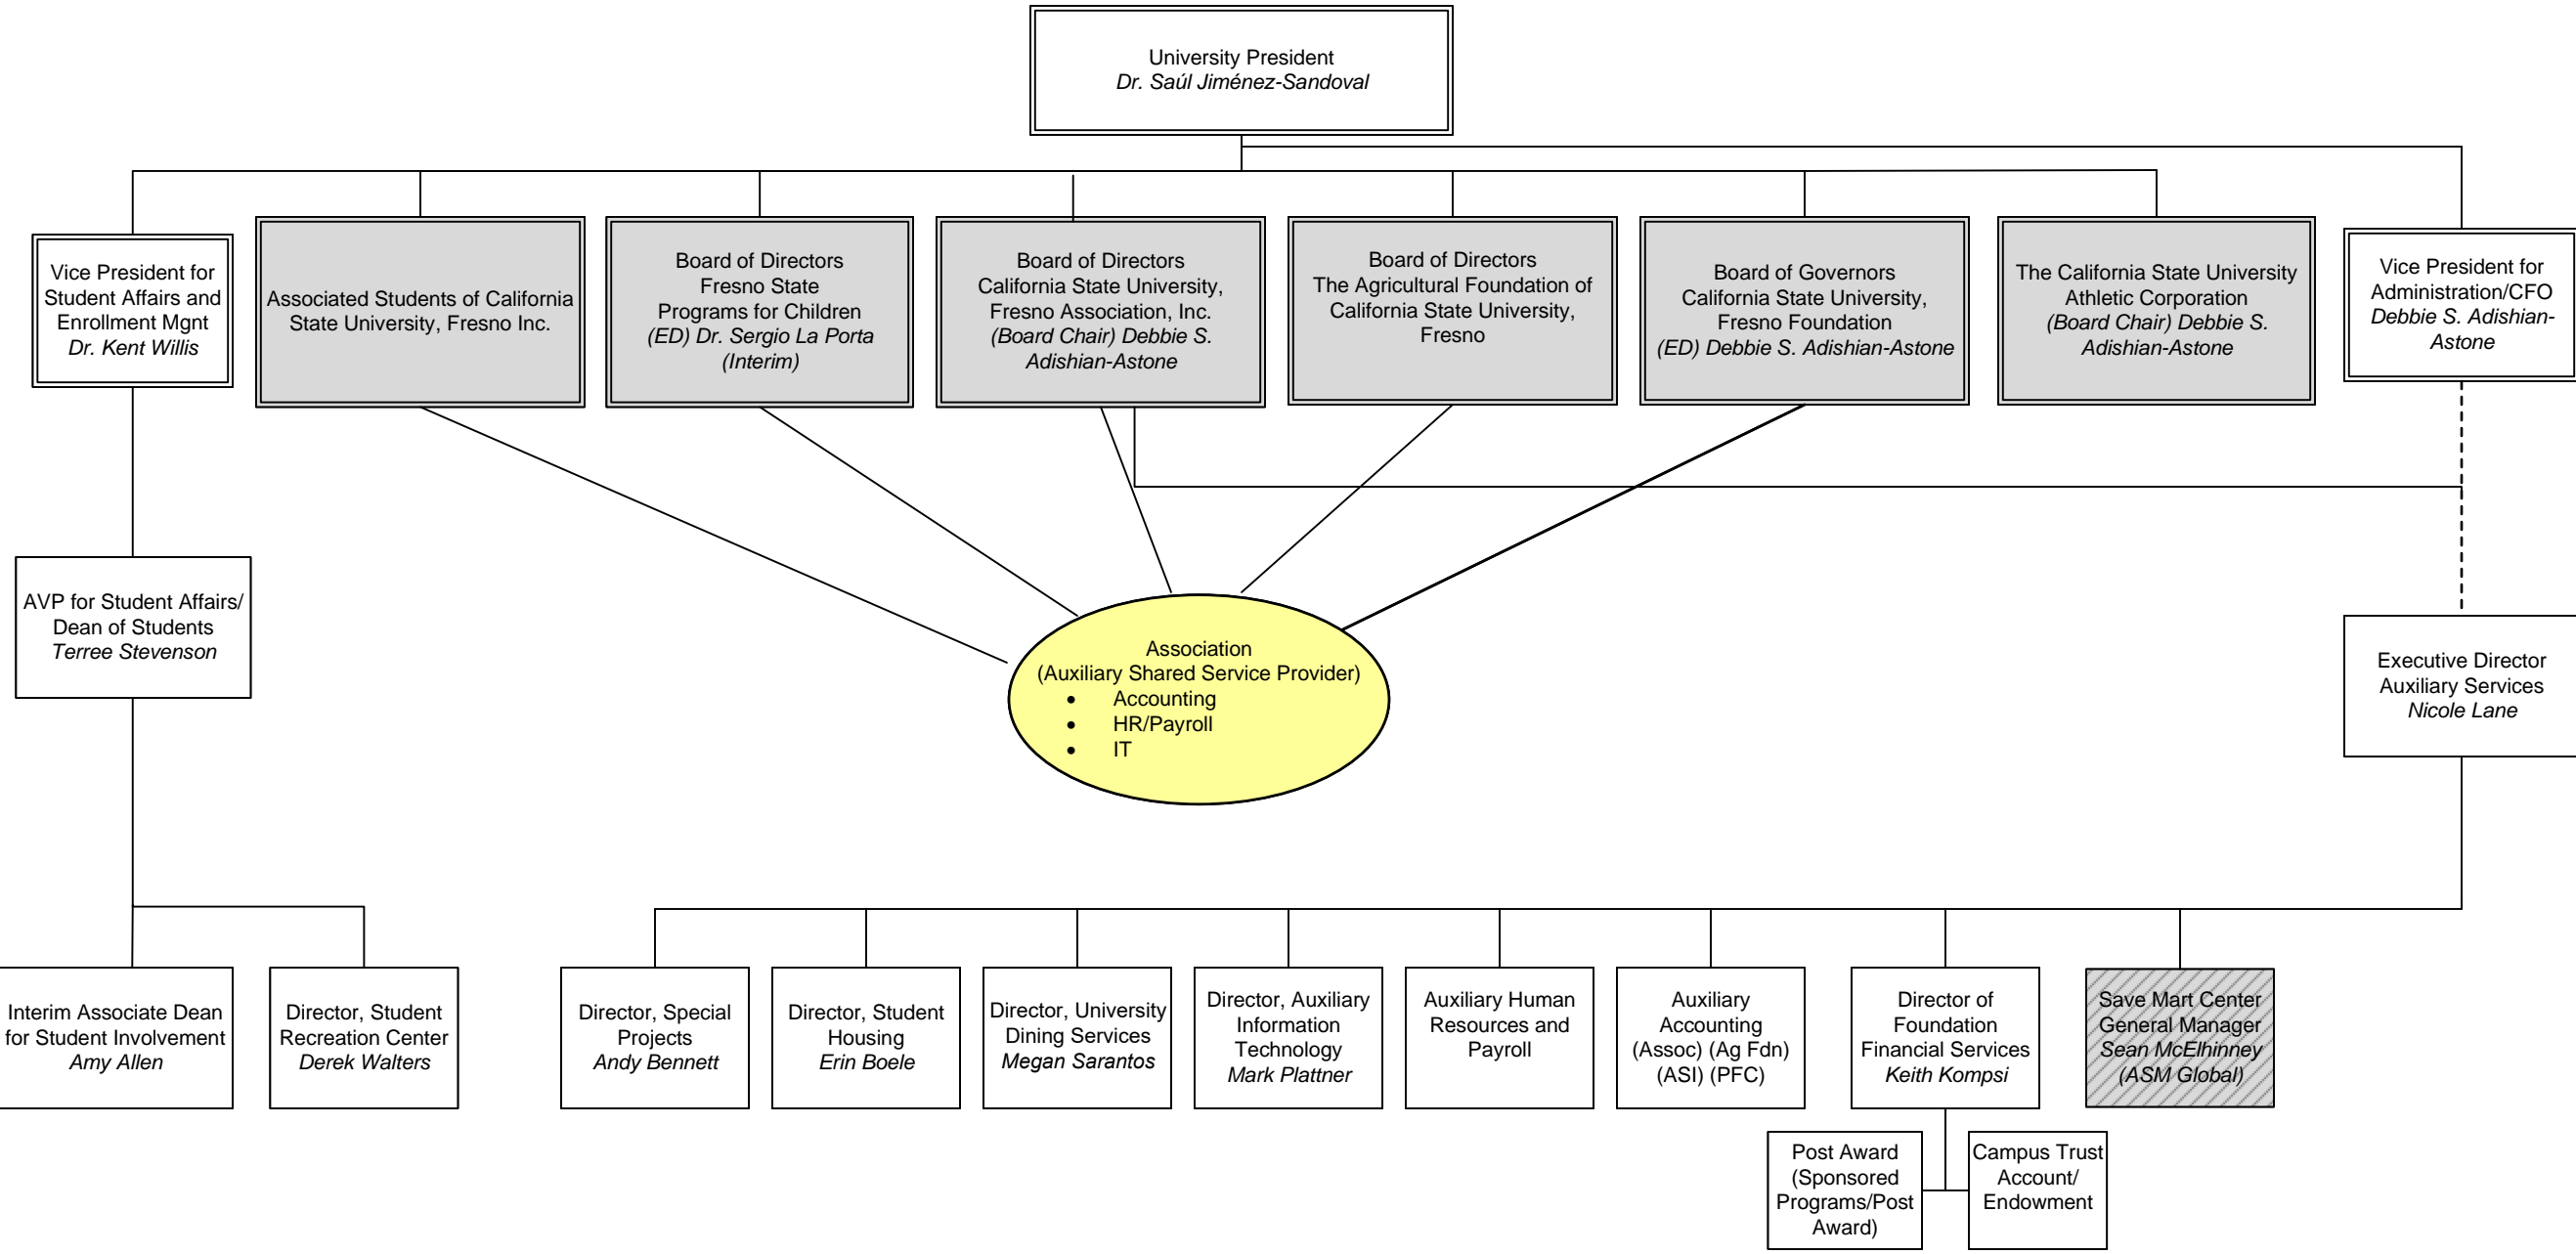 University President
Dr. Saúl Jiménez-Sandoval
Vice President for
Student Affairs and
Enrollment Mgnt
Dr. Kent Willis
Associated Students of California
State University, Fresno Inc.
Board of Directors
Fresno State
Programs for Children
(ED) Dr. Sergio La Porta
(Interim)
Board of Directors
California State University,
Fresno Association, Inc.
(Board Chair) Debbie S.
Adishian-Astone
Board of Directors
The Agricultural Foundation of
California State University,
Fresno
Board of Governors
California State University,
Fresno Foundation
(ED) Debbie S. Adishian-Astone
The California State University
Athletic Corporation
(Board Chair) Debbie S.
Adishian-Astone
Vice President for
Administration/CFO
Debbie S. Adishian-
Astone
AVP for Student Affairs/
Dean of Students
Terree Stevenson
Association
(Auxiliary Shared Service Provider)
• Accounting
• HR/Payroll
• IT
Executive Director
Auxiliary Services
Nicole Lane
Interim Associate Dean
for Student Involvement
Amy Allen
Director, Student
Recreation Center
Derek Walters
Director, Special
Projects
Andy Bennett
Director, Student
Housing
Erin Boele
Director, University
Dining Services
Megan Sarantos
Director, Auxiliary
Information
Technology
Mark Plattner
Auxiliary Human
Resources and
Payroll
Auxiliary
Accounting
(Assoc) (Ag Fdn)
(ASI) (PFC)
Director of
Foundation
Financial Services
Keith Kompsi
Save Mart Center
General Manager
Sean McElhinney
(ASM Global)
Post Award
(Sponsored
Programs/Post
Award)
Campus Trust
Account/
Endowment